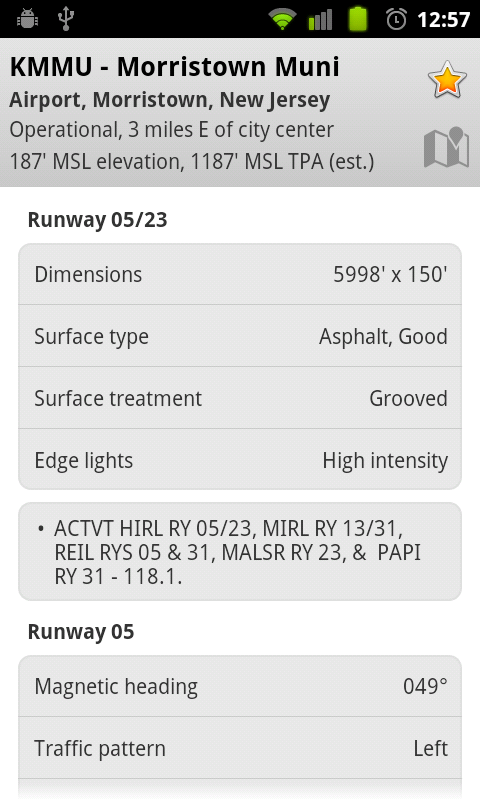 12:57
KMMU - Morristown Muni
Airport, Morristown, New Jersey
Operational, 3 miles E of city center
187' MSL elevation, 1187' MSL TPA (est.)
Runway 05/23
Dimensions 5998' x 150'
Surface type Asphalt, Good
Surface treatment Grooved
Edge lights High intensity
• ACTVT HIRL RY 05/23, MIRL RY 13/31,
REIL RYS 05 & 31, MALSR RY 23, &  PAPI
RY 31 - 118.1.
Runway 05
Magnetic heading 049°
Traffic pattern Left